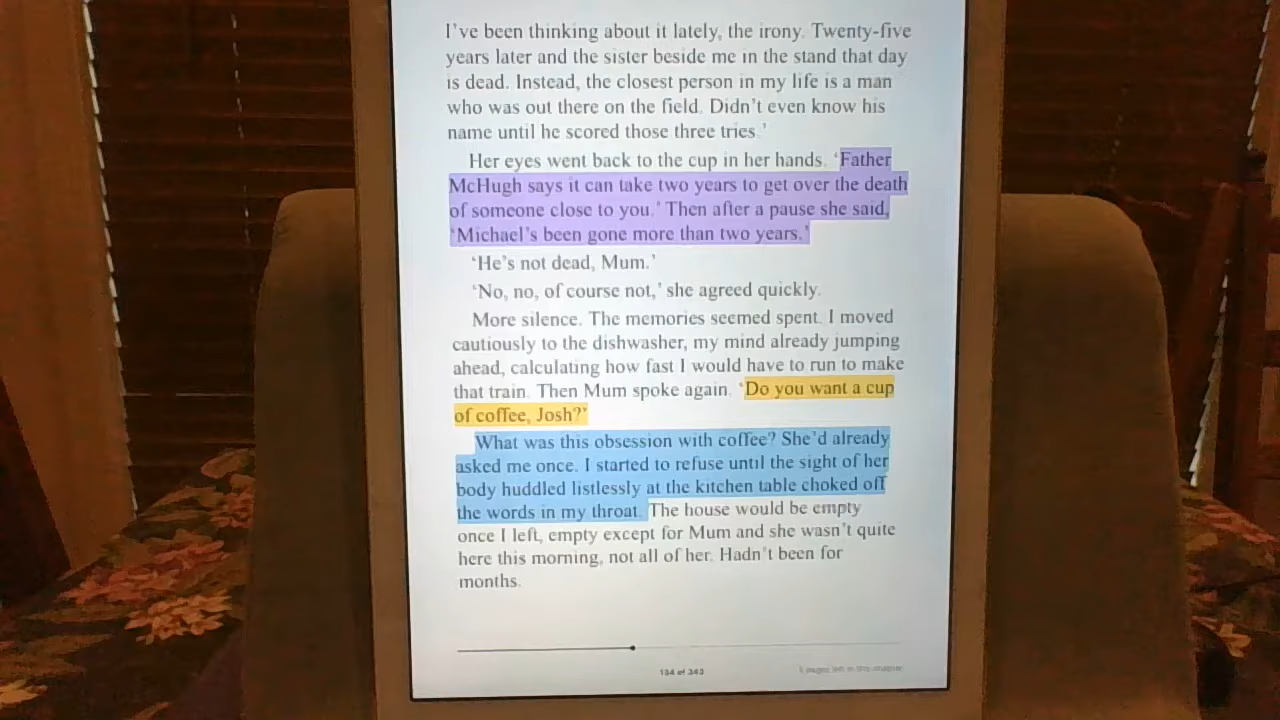 I've been thinking about it lately, the irony. Twenty-five
years later and the sister beside me in the stand that day
is dead. Instead, the closest person in my life is a man
who was out there on the field. Didn't even know his
name until he scored those three tries.'
Her eyes went back to the cup in her hands. 'Father
McHugh says it can take two years to get over the death
of someone close to you.' Then after a pause she said,
'Michael's been gone more than two years.'
'He's not dead, Mum.'
'No, no, of course not,' she agreed quickly.
More silence. The memories seemed spent. I moved
cautiously to the dishwasher, my mind already jumping
ahead, calculating how fast I would have to run to make
that train. Then Mum spoke again. 'Do you want a cup
of coffee, Josh?'
What was this obsession with coffee? She'd already
asked me once. I started to refuse until the sight of her
body huddled listlessly at the kitchen table choked off
the words in my throat. The house would be empty
once I left, empty except for Mum and she wasn't quite
here this morning, not all of her. Hadn't been for
months.
134 of 343
pages left in this chapter